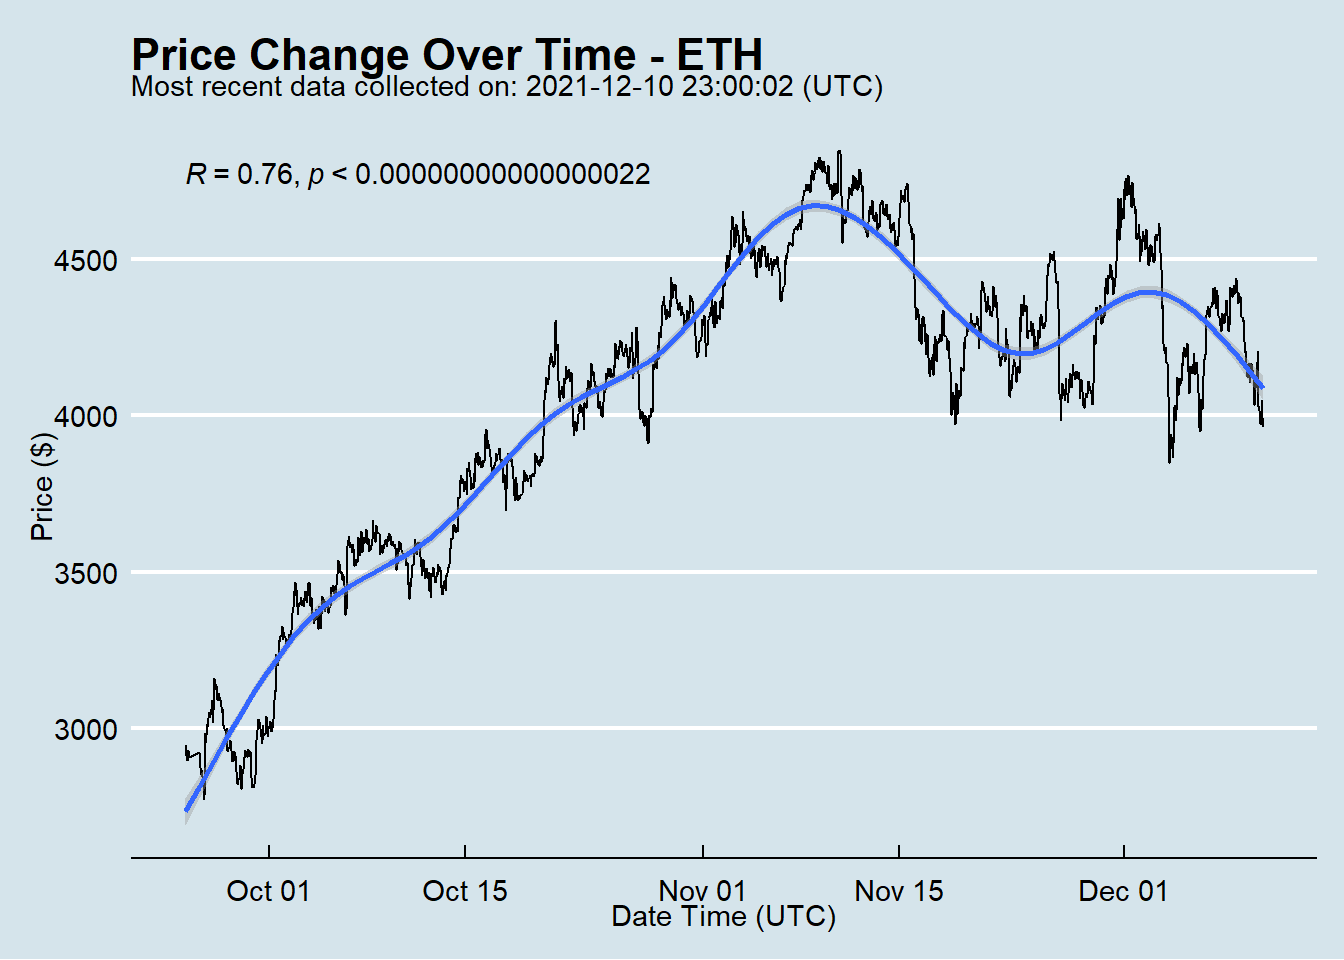 Price Change Over Time - ETH
Most recent data collected on: 2021-12-10 23:00:02 (UTC)
R = 0.76, p < 0.00000000000000022
4500
4000
3500
3000
Price ($)
Oct 01 Oct 15 Nov 01 Nov 15 Dec 01
Date Time (UTC)